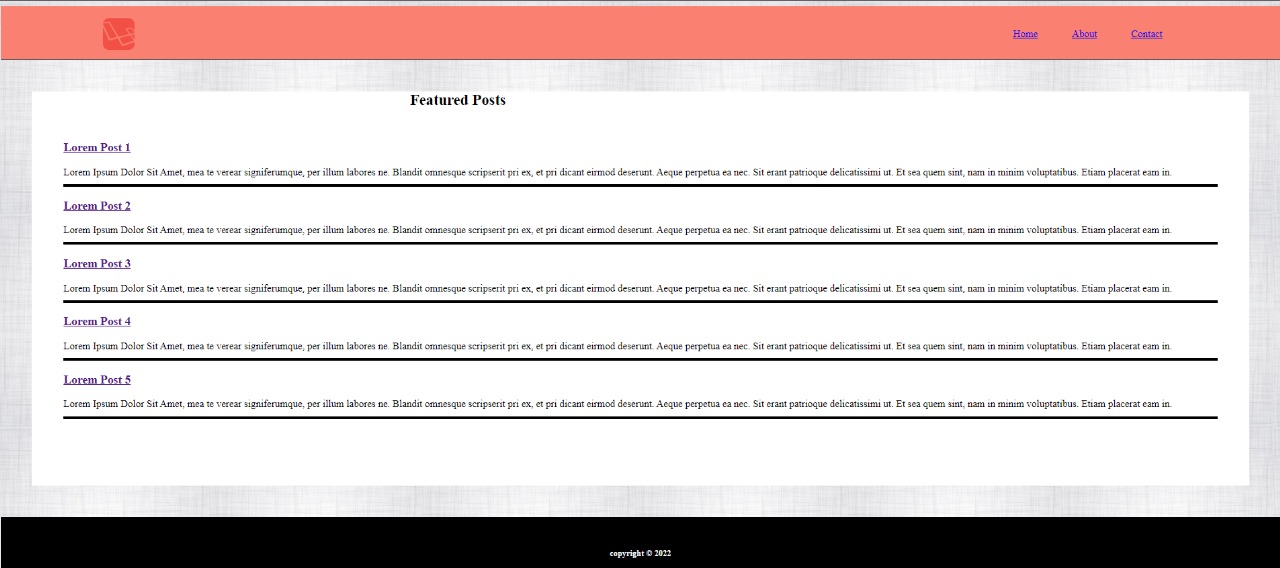 Home About Contact
Featured Posts
Lorem Post 1
Lorem Ipsum Dolor Sit Amet, mea te verear signiferumque, per illum labores ne. Blandit omnesque scripserit pri ex, et pri dicant eirmod deserunt. Aeque perpetua ea nec. Sit erant patrioque delicatissimi ut. Et sea quem sint, nam in minim voluptatibus. Etiam placerat eam in.
Lorem Post 2
Lorem Ipsum Dolor Sit Amet, mea te verear signiferumque, per illum labores ne. Blandit omnesque scripserit pri ex, et pri dicant eirmod deserunt. Aeque perpetua ea nec. Sit erant patrioque delicatissimi ut. Et sea quem sint, nam in minim voluptatibus. Etiam placerat eam in.
Lorem Post 3
Lorem Ipsum Dolor Sit Amet, mea te verear signiferumque, per illum labores ne. Blandit omnesque scripserit pri ex, et pri dicant eirmod deserunt. Aeque perpetua ea nec. Sit erant patrioque delicatissimi ut. Et sea quem sint, nam in minim voluptatibus. Etiam placerat eam in.
Lorem Post 4
Lorem Ipsum Dolor Sit Amet, mea te verear signiferumque, per illum labores ne. Blandit omnesque scripserit pri ex, et pri dicant eirmod deserunt. Aeque perpetua ea nec. Sit erant patrioque delicatissimi ut. Et sea quem sint, nam in minim voluptatibus. Etiam placerat eam in.
Lorem Post 5
Lorem Ipsum Dolor Sit Amet, mea te verear signiferumque, per illum labores ne. Blandit omnesque scripserit pri ex, et pri dicant eirmod deserunt. Aeque perpetua ea nec. Sit erant patrioque delicatissimi ut. Et sea quem sint, nam in minim voluptatibus. Etiam placerat eam in.
copyright © 2022